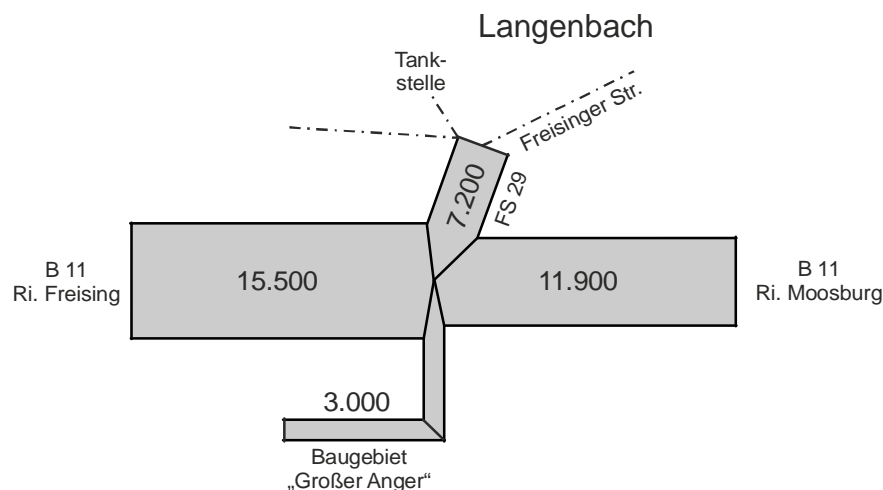 Langenbach
Tank-
stelle
Freisinger Str.
7.200
FS 29
B 11
Ri. Freising
15.500
11.900
B 11
Ri. Moosburg
3.000
Baugebiet
„Großer Anger“